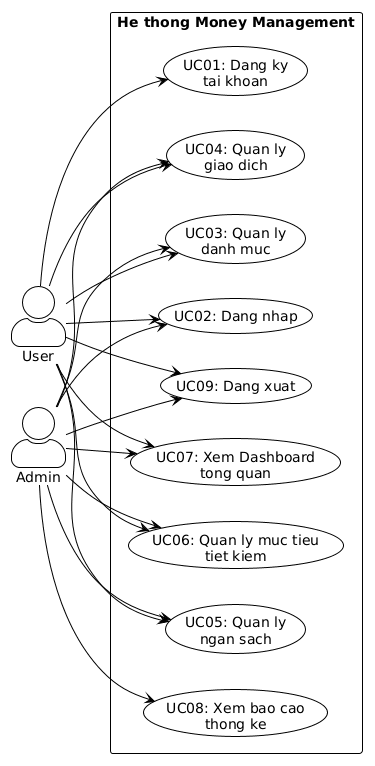 He thong Money Management
UC01: Dang ky
tai khoan
UC04: Quan ly
giao dich
UC03: Quan ly
danh muc
UC02: Dang nhap
User
UC09: Dang xuat
UC07: Xem Dashboard
tong quan
Admin
UC06: Quan ly muc tieu
tiet kiem
UC05: Quan ly
ngan sach
UC08: Xem bao cao
thong ke